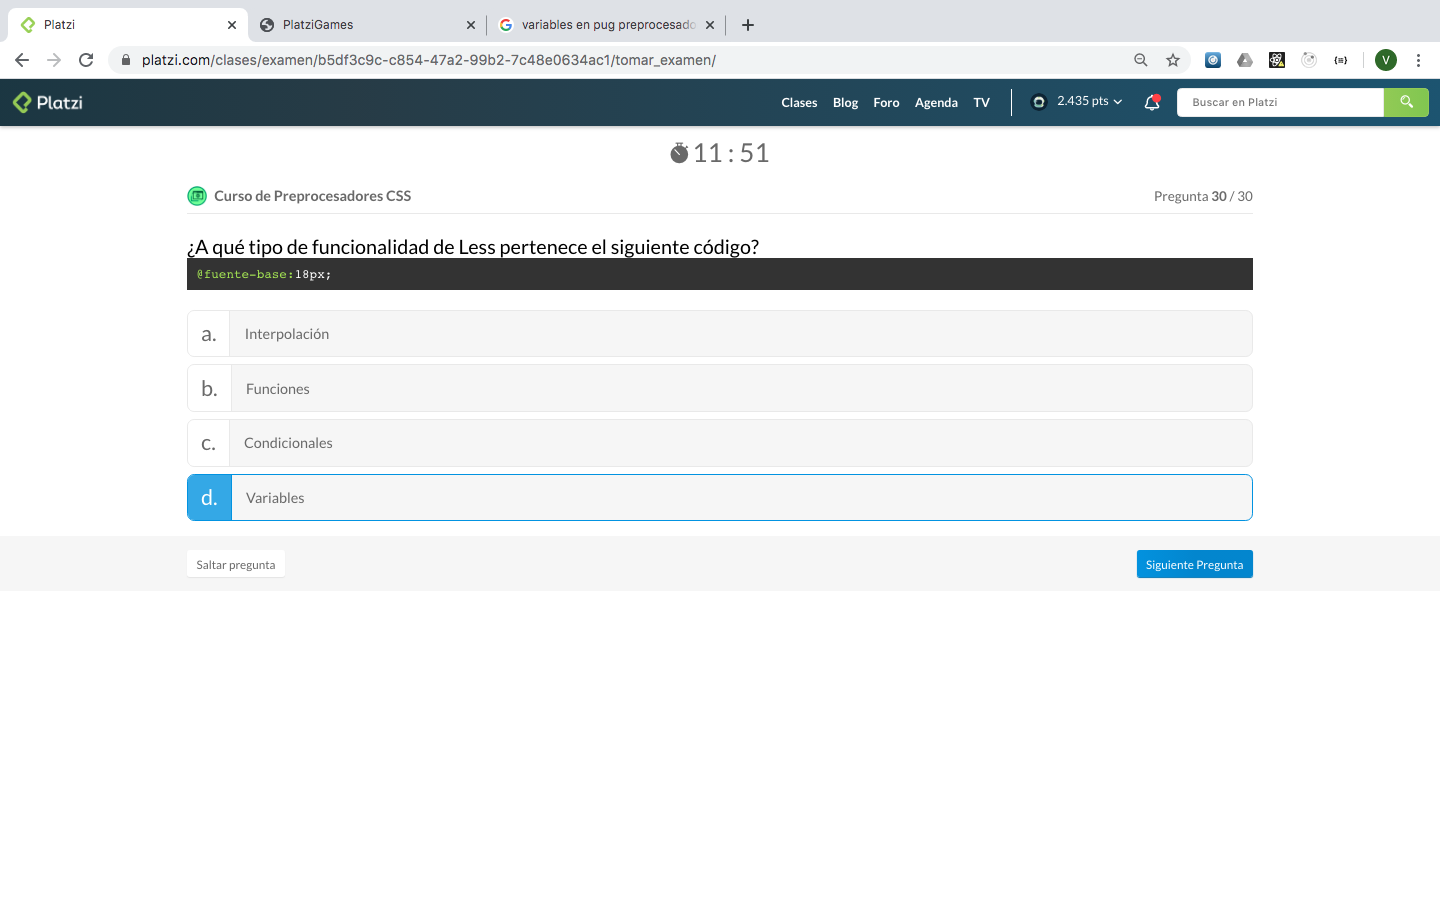 Platzi
PlatziGames
variables en pug preprocesado
platzi.com/clases/examen/b5df3c9c-c854-47a2-99b2-7c48e0634ac1/tomar_examen/
V
Platzi
Clases
Blog
Foro
Agenda
TV
2.435 pts
Buscar en Platzi
11 : 51
Curso de Preprocesadores CSS
Pregunta 30 / 30
¿A qué tipo de funcionalidad de Less pertenece el siguiente código?
@fuente-base:18px;
a. Interpolación
b. Funciones
c. Condicionales
d. Variables
Saltar pregunta
Siguiente Pregunta